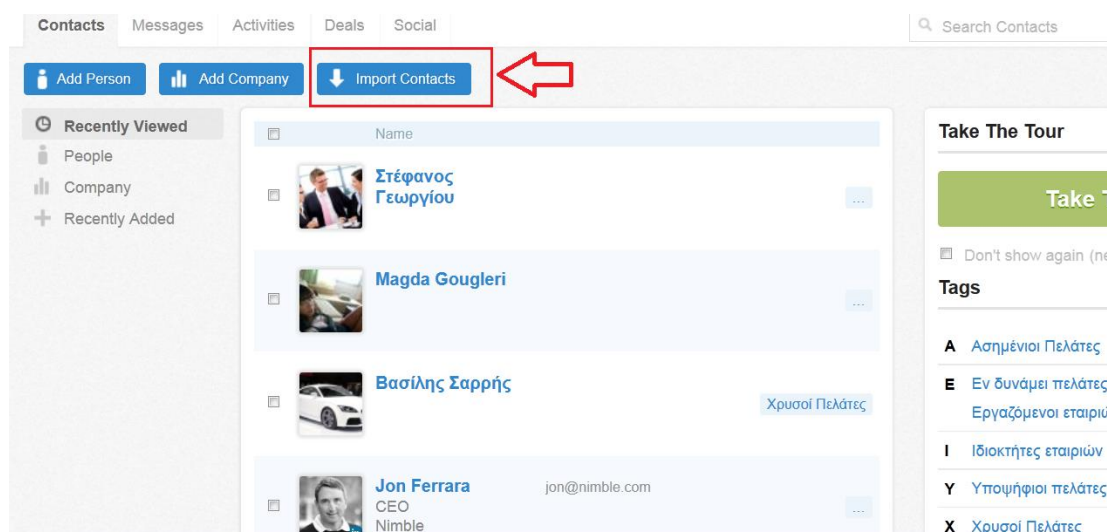 Contacts Messages Activities Deals Social
Search Contacts
Add Person Add Company Import Contacts
Recently Viewed
People
Company
Recently Added
Name
Στέφανος
Γεωργίου
...
Magda Gougleri
...
Βασίλης Σαρρής
Χρυσοί Πελάτες
Jon Ferrara jon@nimble.com
CEO
Nimble
...
Take The Tour
Take
Don't show again
Tags
A Ασημένιοι Πελάτες
E Εν δυνάμει πελάτες
Εργαζόμενοι
I Ιδιοκτήτες εταιριών
Y Υποψήφιοι πελάτες
X Χρυσοί Πελάτες